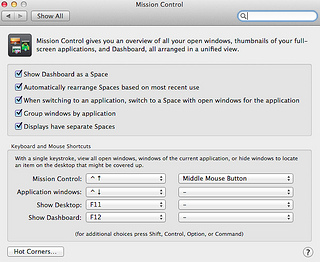 Mission Control
Show All
Mission Control gives you an overview of all your open windows, thumbnails of your full-
screen applications, and Dashboard, all arranged in a unified view.
Show Dashboard as a Space
Automatically rearrange Spaces based on most recent use
When switching to an application, switch to a Space with open windows for the application
Group windows by application
Displays have separate Spaces
Keyboard and Mouse Shortcuts
With a single keystroke, view all open windows, windows of the current application, or hide windows to locate
an item on the desktop that might be covered up.
Mission Control: ^ ↑ Middle Mouse Button
Application windows: ^ ↓ –
Show Desktop: F11 –
Show Dashboard: F12 –
(for additional choices press Shift, Control, Option, or Command)
Hot Corners... ?